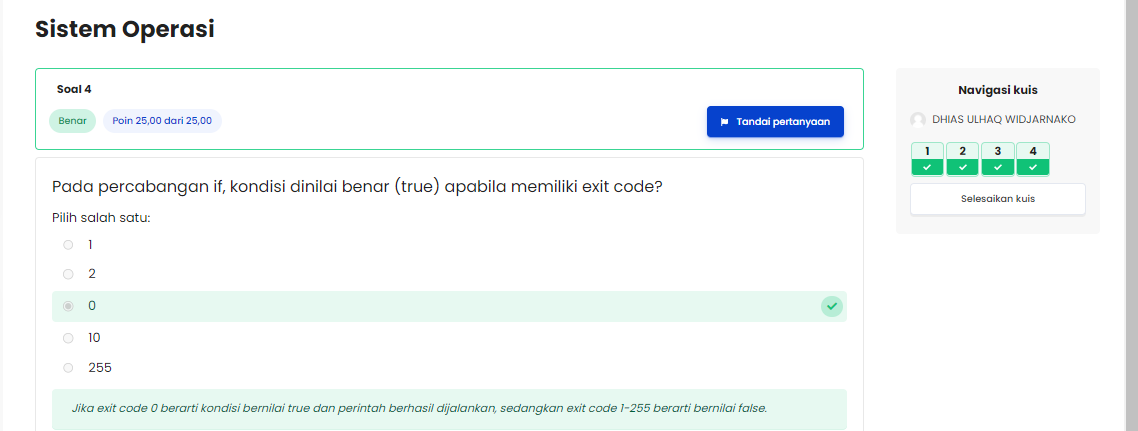 Sistem Operasi
Soal 4
Benar
Poin 25,00 dari 25,00
Tandai pertanyaan
Pada percabangan if, kondisi dinilai benar (true) apabila memiliki exit code?
Pilih salah satu:
1
2
0
10
255
Jika exit code 0 berarti kondisi bernilai true dan perintah berhasil dijalankan, sedangkan exit code 1-255 berarti bernilai false.
Navigasi kuis
DHIAS ULHAQ WIDJARNAKO
1 2 3 4
Selesaikan kuis